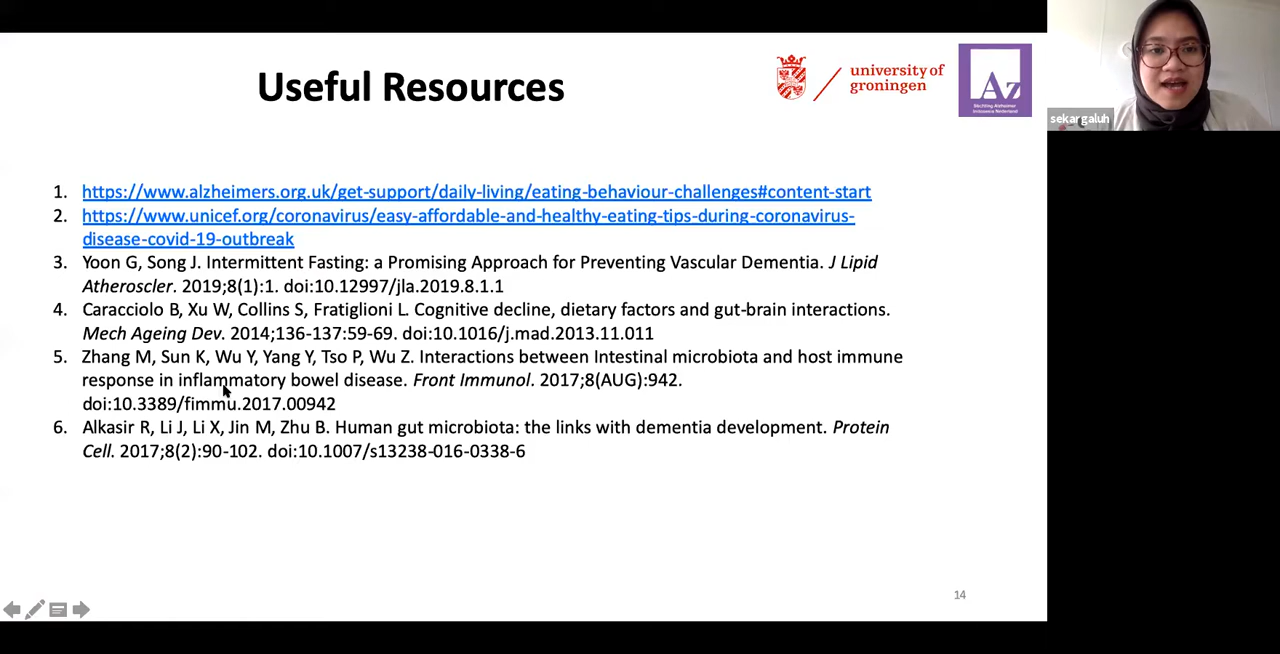 Useful Resources
university of
groningen
Az
Stichting Alzheimer
Indonesia Nederland
sekargaluh
1. https://www.alzheimers.org.uk/get-support/daily-living/eating-behaviour-challenges#content-start
2. https://www.unicef.org/coronavirus/easy-affordable-and-healthy-eating-tips-during-coronavirus-
disease-covid-19-outbreak
3. Yoon G, Song J. Intermittent Fasting: a Promising Approach for Preventing Vascular Dementia. J Lipid
Atheroscler. 2019;8(1):1. doi:10.12997/jla.2019.8.1.1
4. Caracciolo B, Xu W, Collins S, Fratiglioni L. Cognitive decline, dietary factors and gut-brain interactions.
Mech Ageing Dev. 2014;136-137:59-69. doi:10.1016/j.mad.2013.11.011
5. Zhang M, Sun K, Wu Y, Yang Y, Tso P, Wu Z. Interactions between Intestinal microbiota and host immune
response in inflammatory bowel disease. Front Immunol. 2017;8(AUG):942.
doi:10.3389/fimmu.2017.00942
6. Alkasir R, Li J, Li X, Jin M, Zhu B. Human gut microbiota: the links with dementia development. Protein
Cell. 2017;8(2):90-102. doi:10.1007/s13238-016-0338-6
14